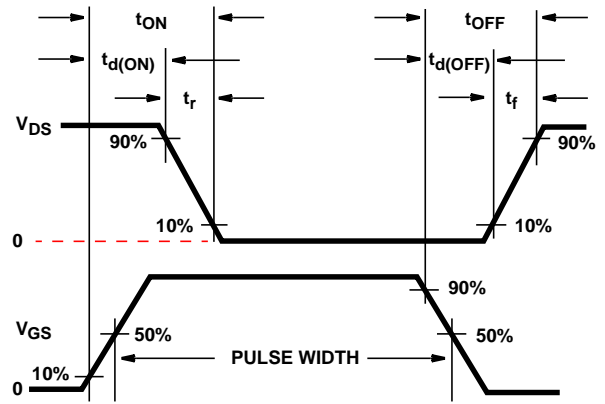 tON tOFF
td(ON) td(OFF)
tr tf
VDS
90% 90%
10% 10%
0
90%
VGS 50% 50%
PULSE WIDTH
10%
0